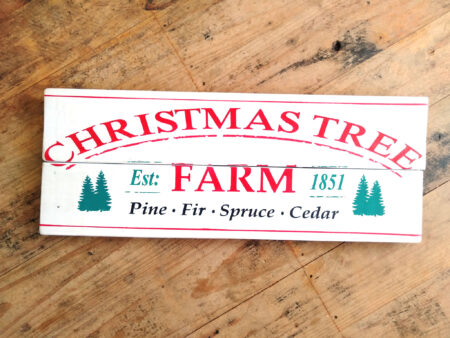 CHRISTMAS TREE
Est: FARM 1851
Pine · Fir · Spruce · Cedar